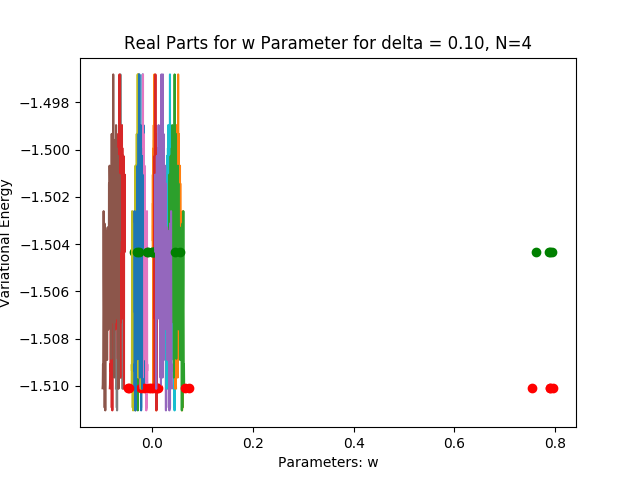 Real Parts for w Parameter for delta = 0.10, N=4
−1.498
−1.500
−1.502
−1.504
−1.506
−1.508
−1.510
Variational Energy
0.0 0.2 0.4 0.6 0.8
Parameters: w